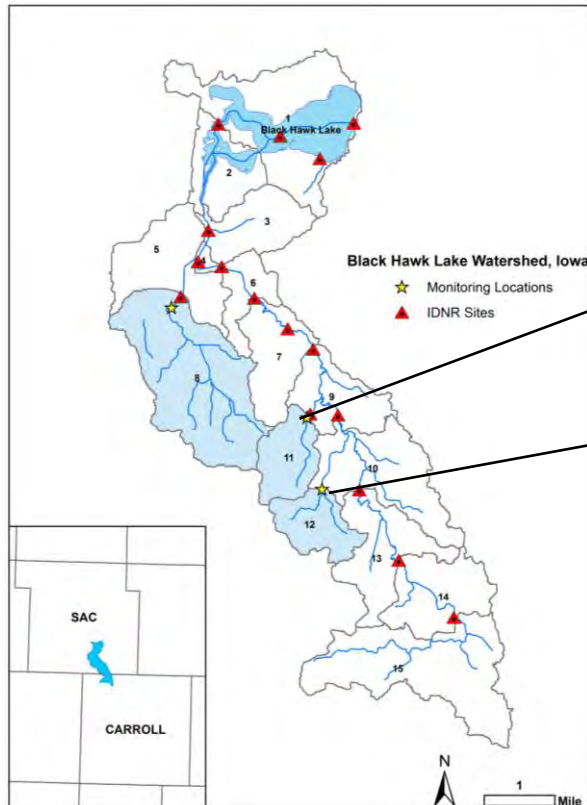 1
Black Hawk Lake
2
3
5
4
Black Hawk Lake Watershed, Iowa
Monitoring Locations
IDNR Sites
6
7
8
9
11
10
12
13
14
15
SAC
CARROLL
N
1
Mile